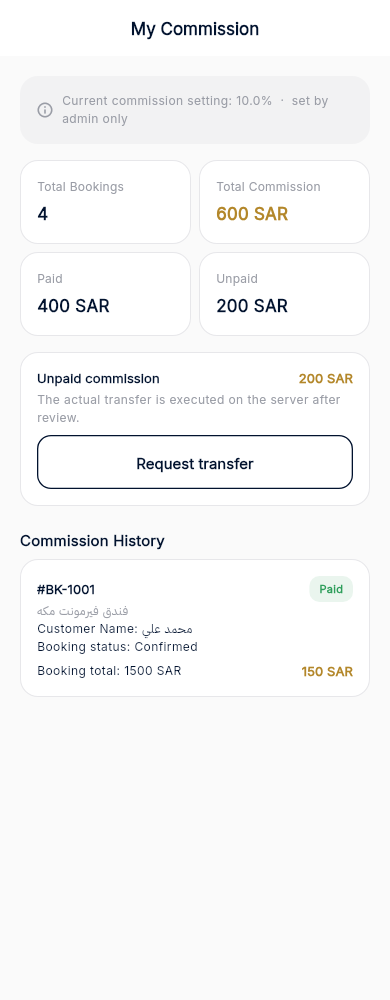 My Commission
Current commission setting: 10.0% · set by
admin only
Total Bookings
4
Total Commission
600 SAR
Paid
400 SAR
Unpaid
200 SAR
Unpaid commission
200 SAR
The actual transfer is executed on the server after
review.
Request transfer
Commission History
#BK-1001
Paid
فندق فيرمونت مكه
Customer Name: محمد علي
Booking status: Confirmed
Booking total: 1500 SAR
150 SAR